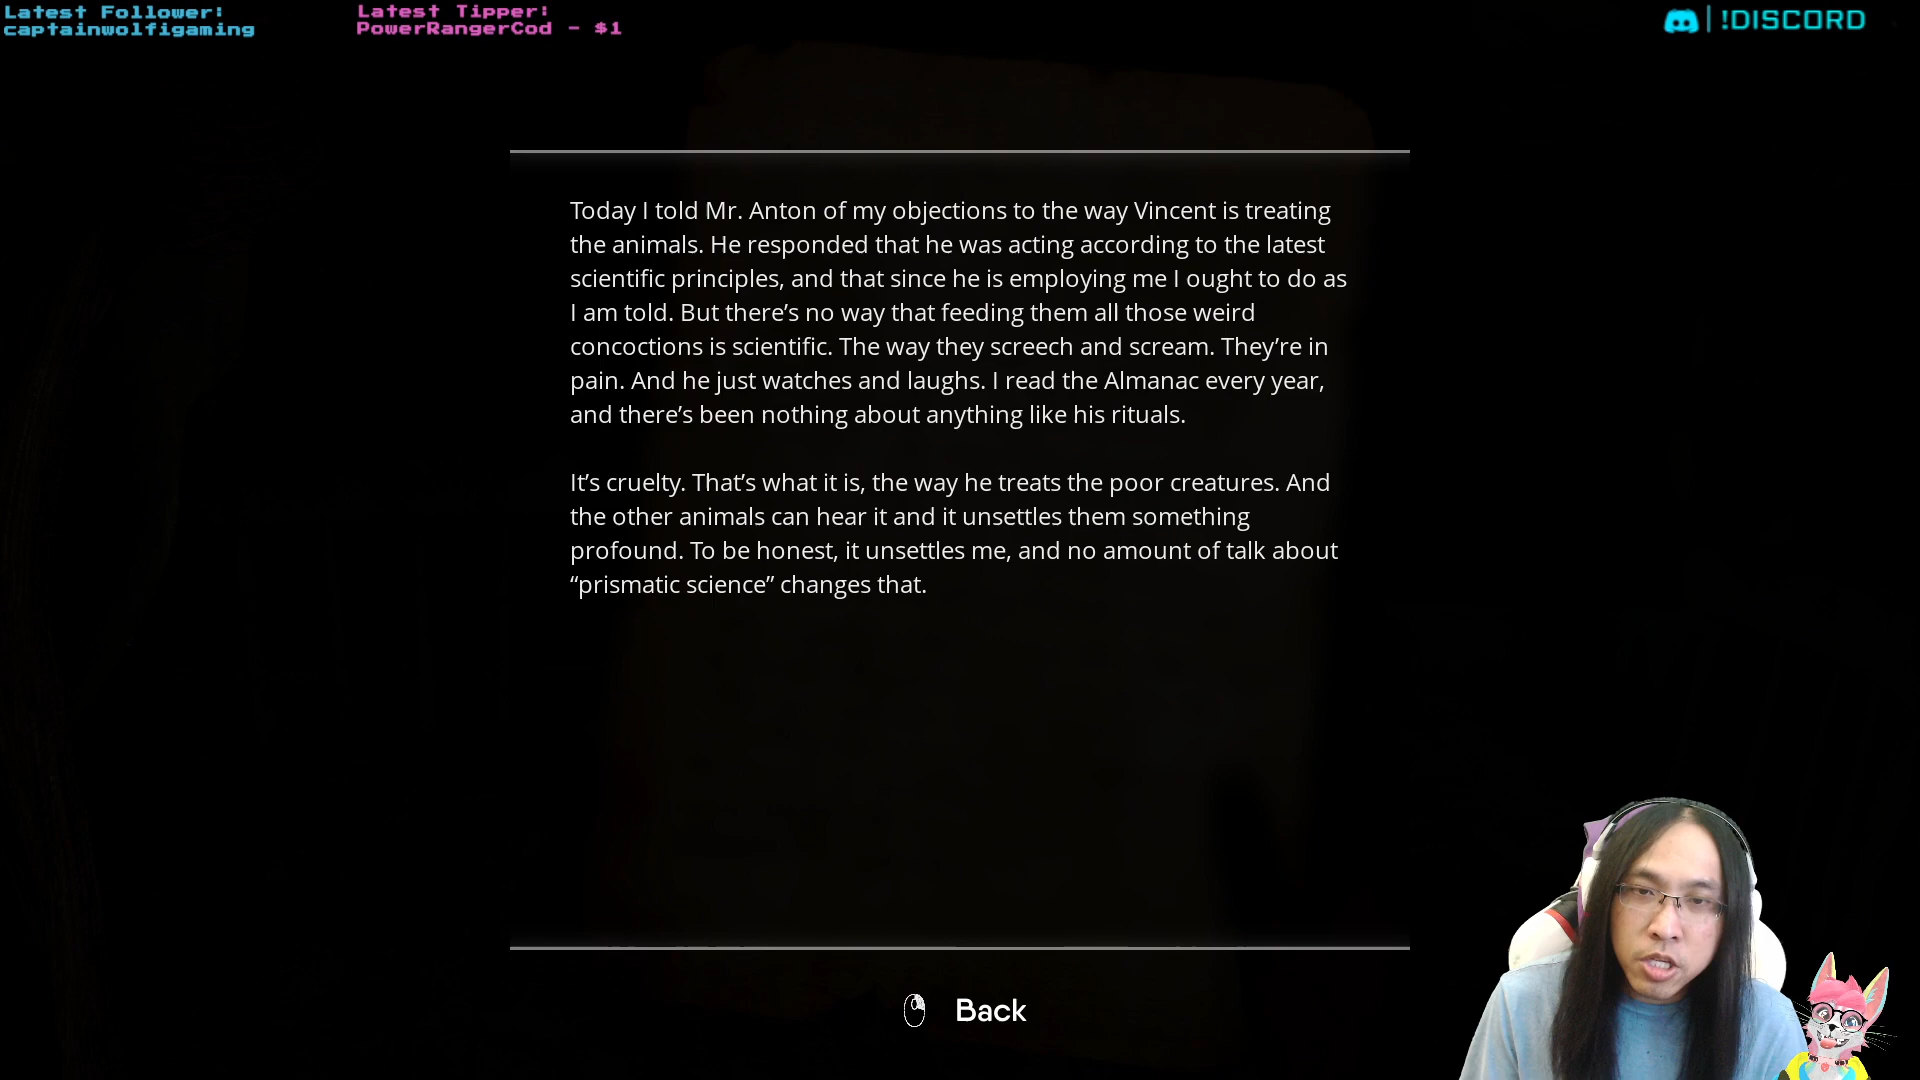 Latest Follower:
captainwolfigaming
Latest Tipper:
PowerRangerCod - $1
!DISCORD
Today I told Mr. Anton of my objections to the way Vincent is treating
the animals. He responded that he was acting according to the latest
scientific principles, and that since he is employing me I ought to do as
I am told. But there’s no way that feeding them all those weird
concoctions is scientific. The way they screech and scream. They’re in
pain. And he just watches and laughs. I read the Almanac every year,
and there’s been nothing about anything like his rituals.
It’s cruelty. That’s what it is, the way he treats the poor creatures. And
the other animals can hear it and it unsettles them something
profound. To be honest, it unsettles me, and no amount of talk about
“prismatic science” changes that.
Back